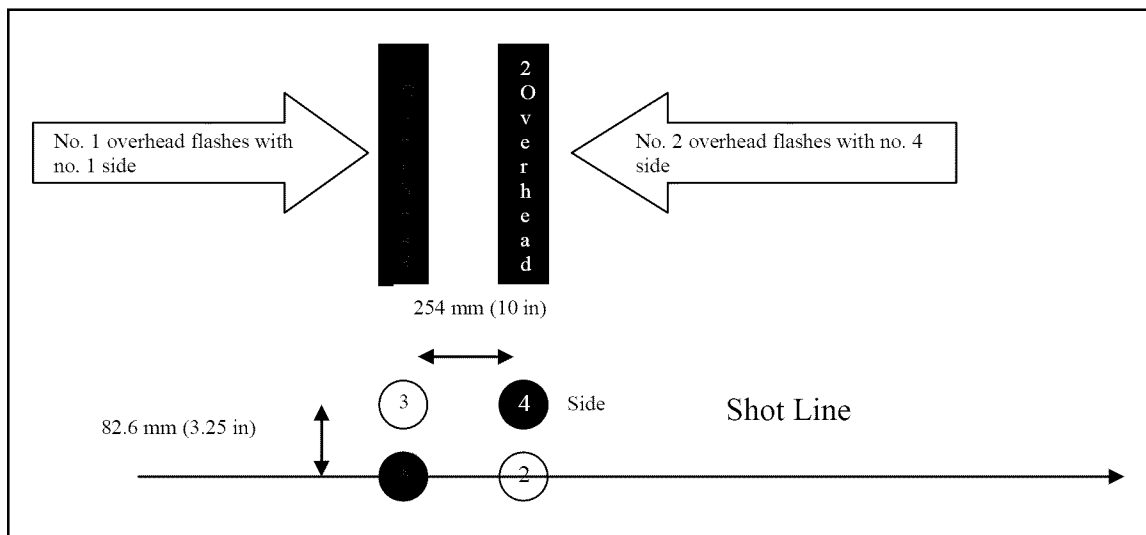 No. 1 overhead flashes with
no. 1 side
2 Overhead
No. 2 overhead flashes with no. 4
side
254 mm (10 in)
3
4
Side
Shot Line
82.6 mm (3.25 in)
2